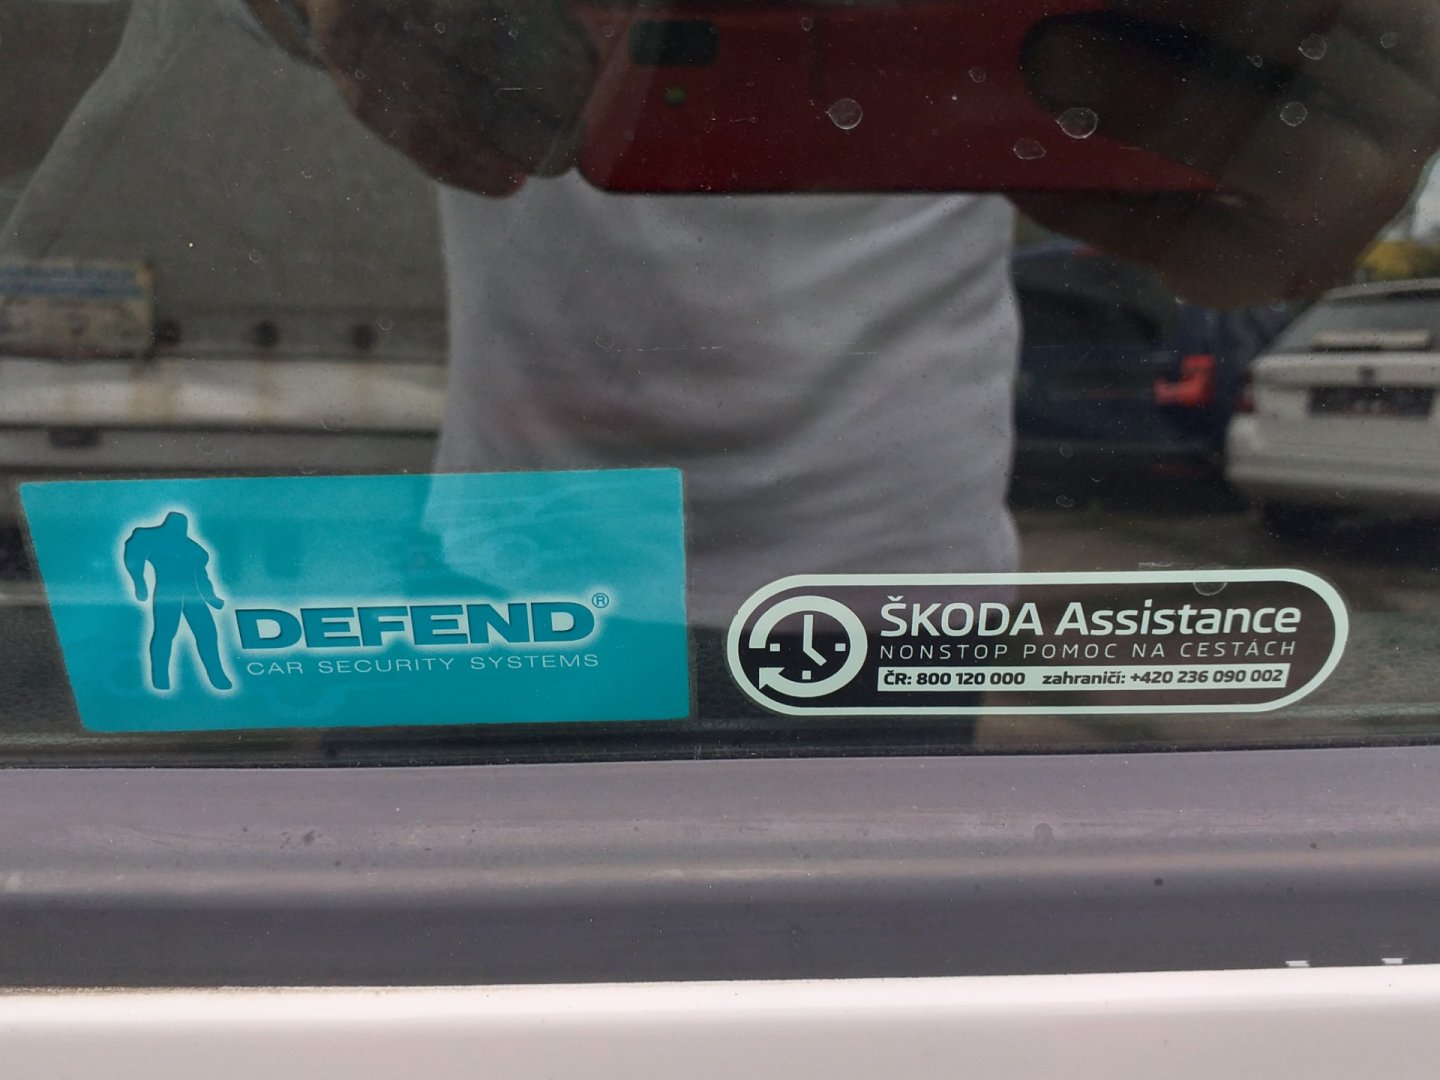 DEFEND®
CAR SECURITY SYSTEMS
ŠKODA Assistance
NONSTOP POMOC NA CESTÁCH
ČR: 800 120 000 zahraničí: +420 236 090 002